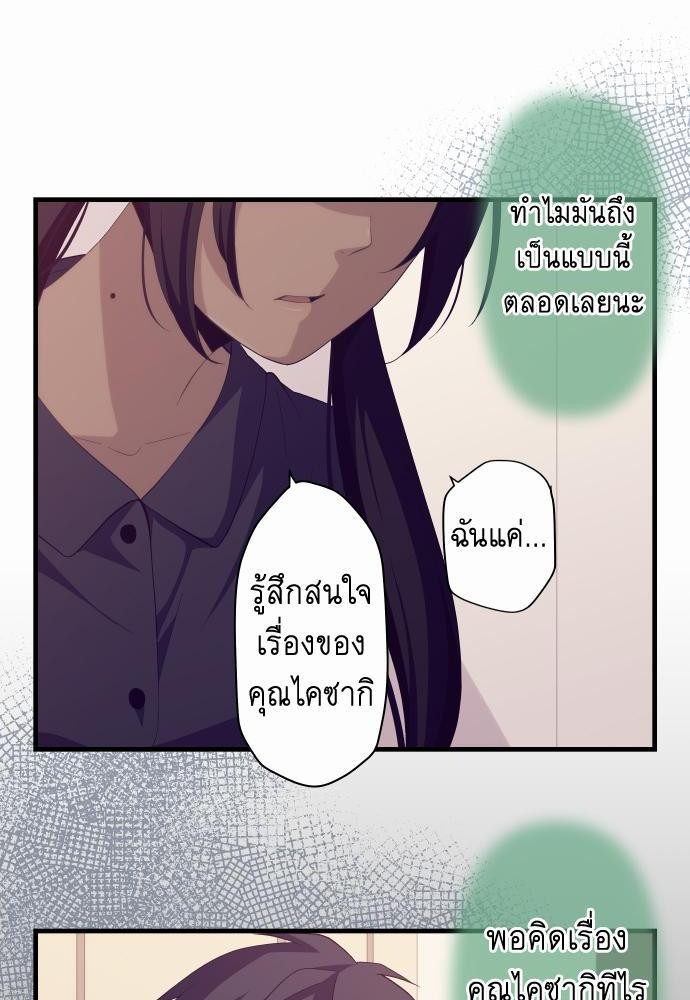 ทำไมมันถึง
เป็นแบบนี้
ตลอดเลยนะ
ฉันแค่...
รู้สึกสนใจ
เรื่องของ
คุณไคซากิ
พอคิดเรื่อง
คุณไคซากิทีไร